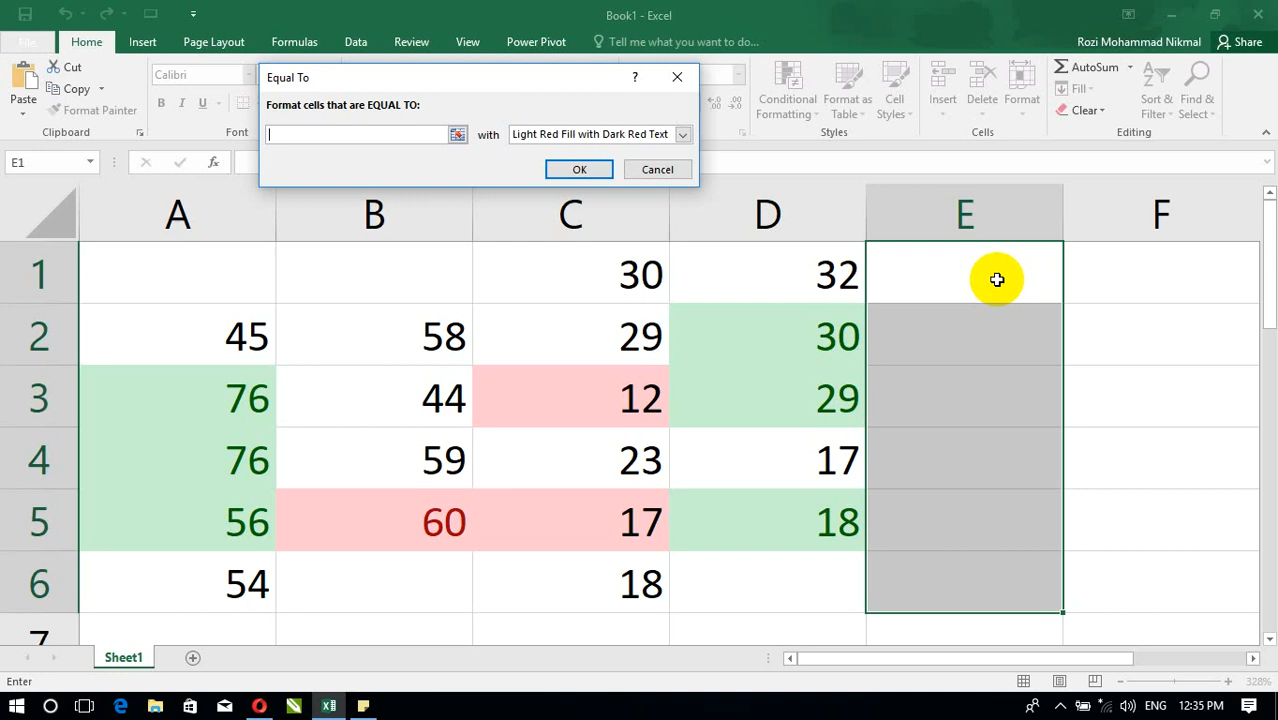 Book1 - Excel
File Home Insert Page Layout Formulas Data Review View Power Pivot Tell me what you want to do... Rozi Mohammad Nikmal Share
Cut
Copy
Format Painter
Paste
Clipboard
Calibri
B I U
Font
Equal To ?
Format cells that are EQUAL TO:
with Light Red Fill with Dark Red Text
OK Cancel
Conditional Formatting
Format as Table
Cell Styles
Styles
Insert Delete Format
Cells
AutoSum
Fill
Clear
Sort & Filter
Find & Select
Editing
E1 fx
A B C D E F
1 30 32
2 45 58 29 30
3 76 44 12 29
4 76 59 23 17
5 56 60 17 18
6 54 18
7
Sheet1
Enter 328%
ENG 12:35 PM